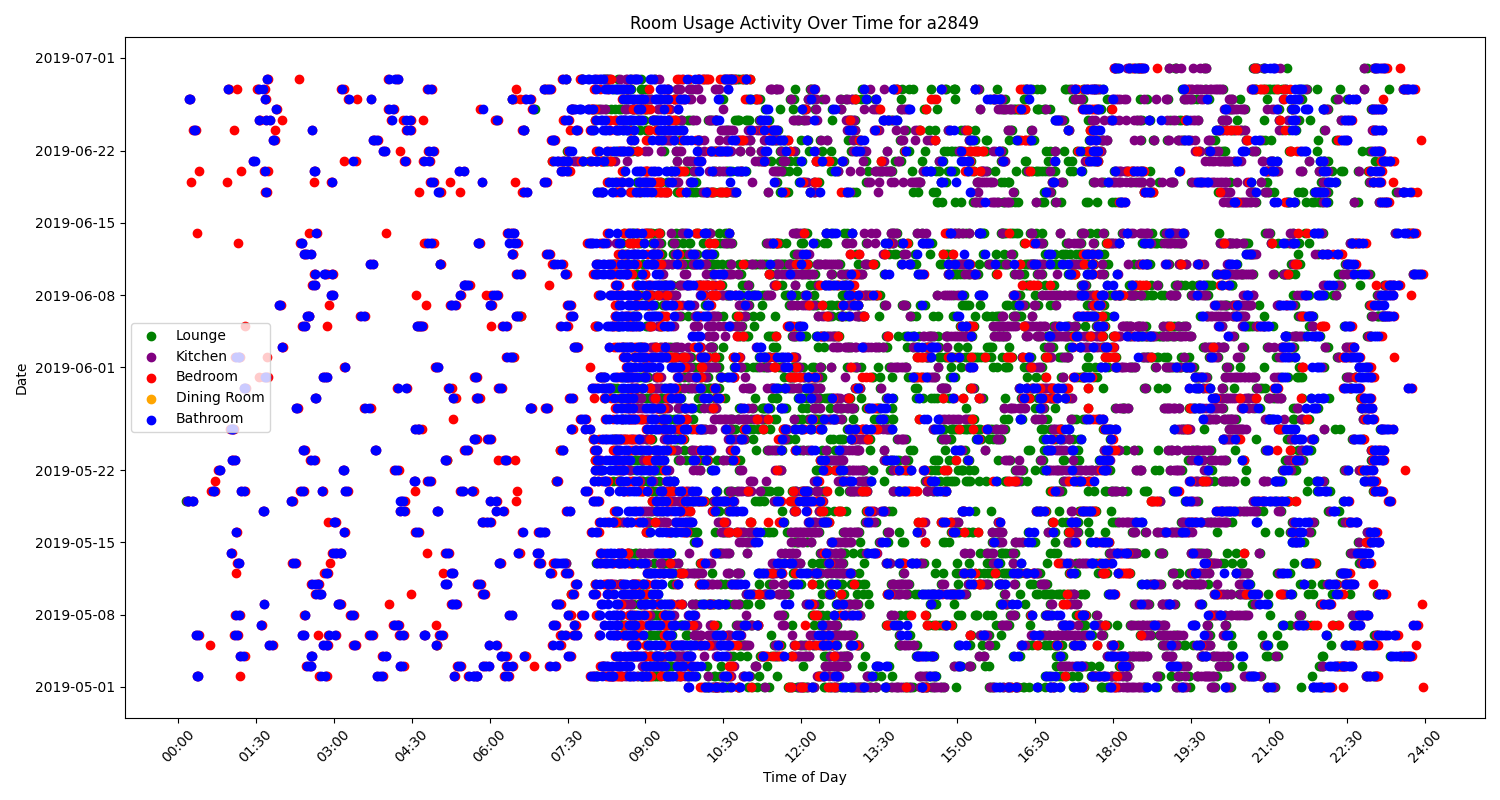 Room Usage Activity Over Time for a2849
2019-07-01
2019-06-22
2019-06-15
2019-06-08
2019-06-01
2019-05-22
2019-05-15
2019-05-08
2019-05-01
Date
Lounge
Kitchen
Bedroom
Dining Room
Bathroom
00:00 01:30 03:00 04:30 06:00 07:30 09:00 10:30 12:00 13:30 15:00 16:30 18:00 19:30 21:00 22:30 24:00
Time of Day